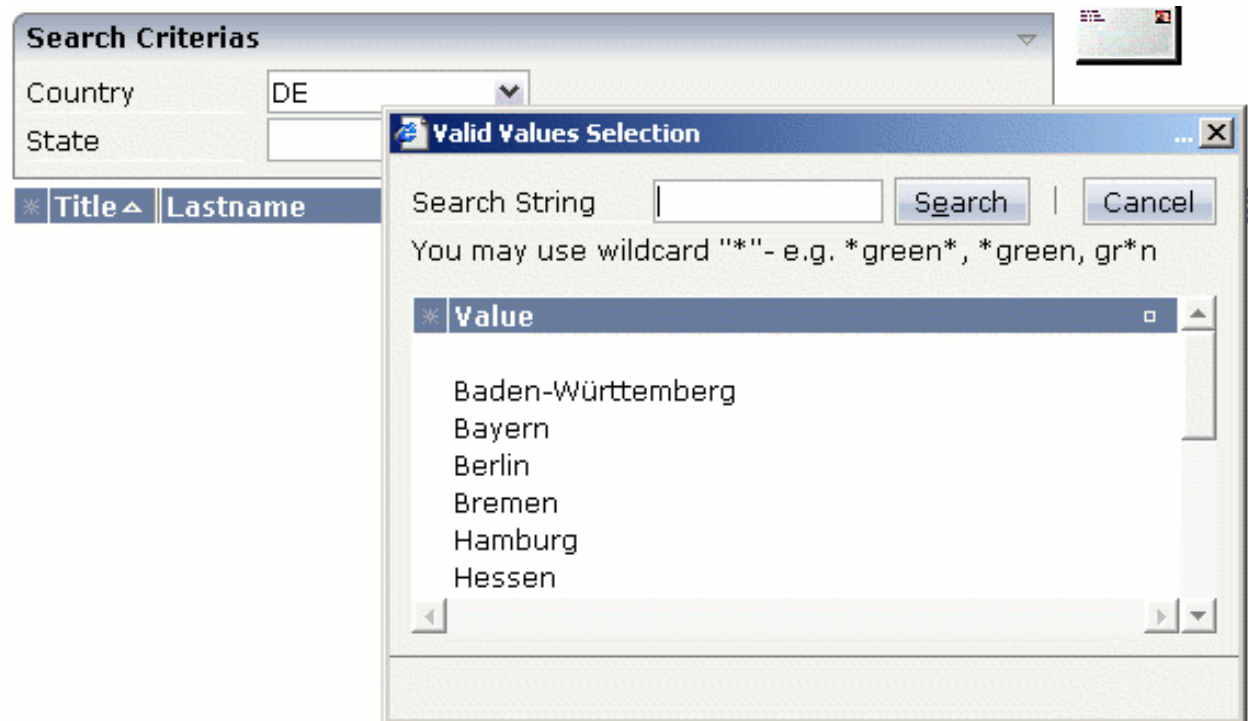 Search Criterias
Country DE
State
Title Lastname
Valid Values Selection ...
Search String Search | Cancel
You may use wildcard "*"- e.g. *green*, *green, gr*n
Value
Baden-Württemberg
Bayern
Berlin
Bremen
Hamburg
Hessen